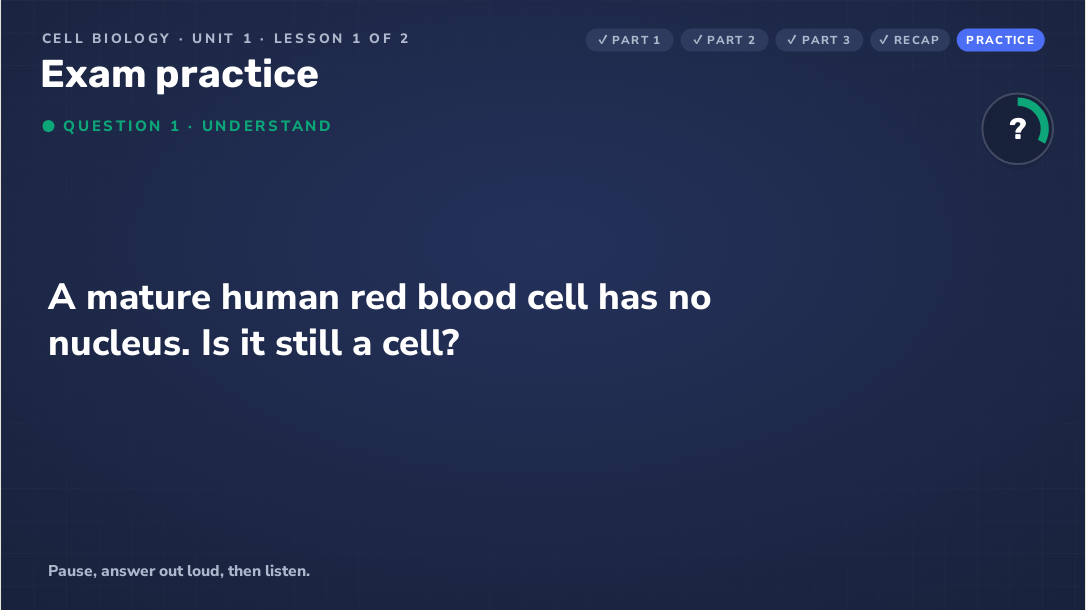 CELL BIOLOGY · UNIT 1 · LESSON 1 OF 2
✓ PART 1 ✓ PART 2 ✓ PART 3 ✓ RECAP PRACTICE
Exam practice
QUESTION 1 · UNDERSTAND
?
A mature human red blood cell has no
nucleus. Is it still a cell?
Pause, answer out loud, then listen.